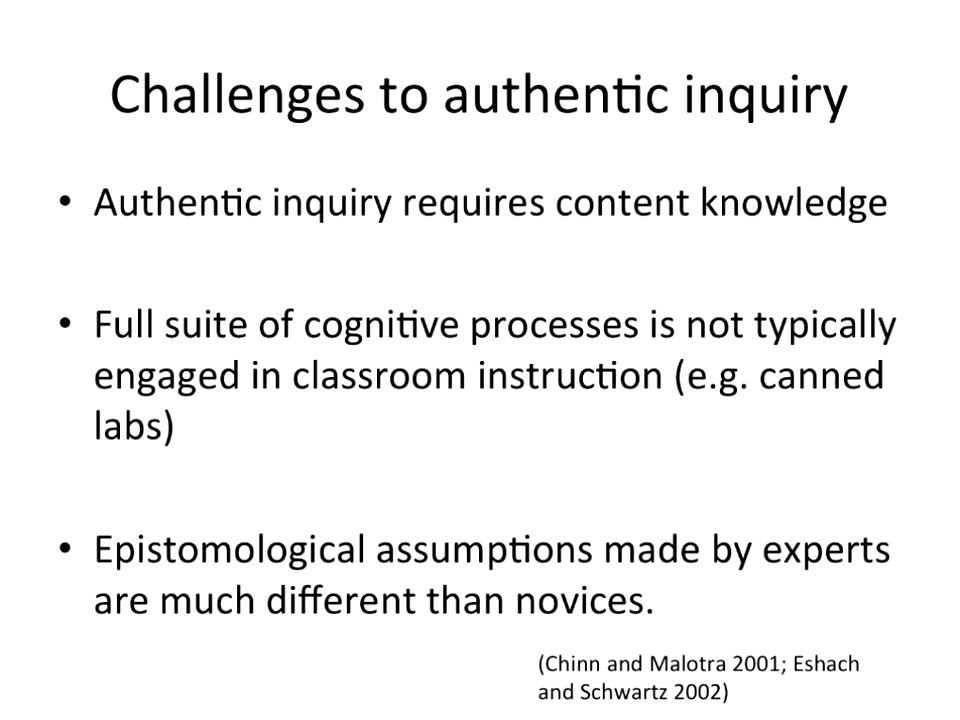 Challenges to authentic inquiry
• Authentic inquiry requires content knowledge
• Full suite of cognitive processes is not typically
engaged in classroom instruction (e.g. canned
labs)
• Epistomological assumptions made by experts
are much different than novices.
(Chinn and Malotra 2001; Eshach
and Schwartz 2002)